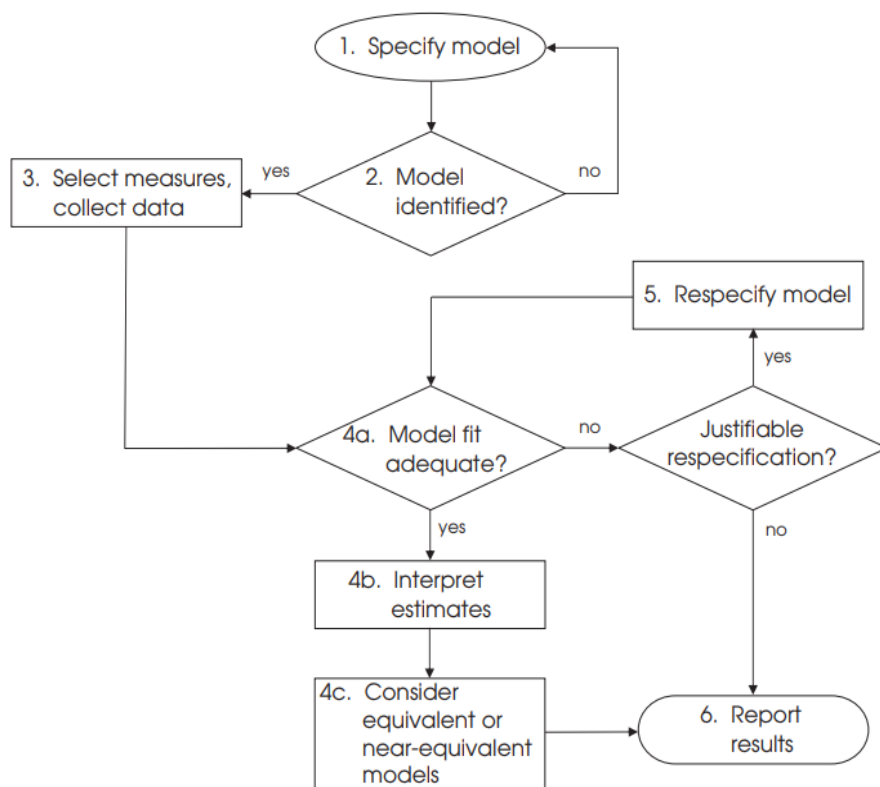 1. Specify model
yes
no
3. Select measures,
collect data
2. Model
identified?
5. Respecify model
yes
4a. Model fit
adequate?
no
Justifiable
respecification?
yes
no
4b. Interpret
estimates
4c. Consider
equivalent or
near-equivalent
models
6. Report
results